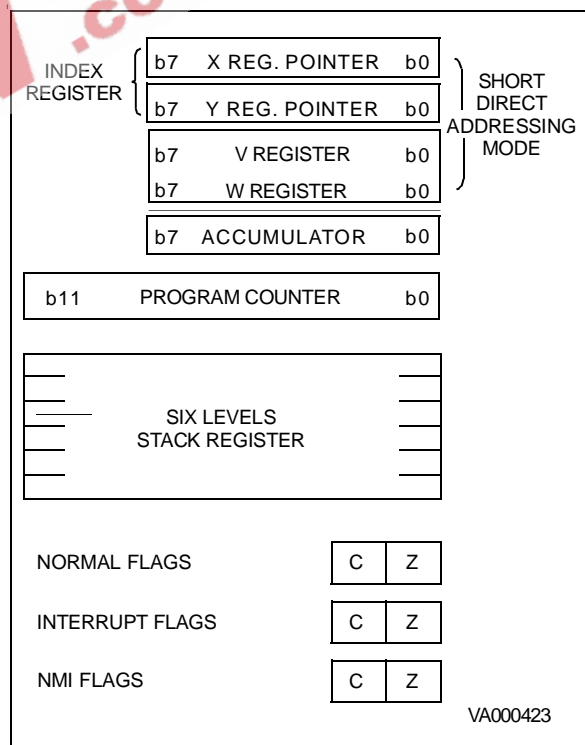 .co
INDEX
REGISTER
b7 X REG. POINTER b0
b7 Y REG. POINTER b0
b7 V REGISTER b0
b7 W REGISTER b0
SHORT
DIRECT
ADDRESSING
MODE
b7 ACCUMULATOR b0
b11 PROGRAM COUNTER b0
SIX LEVELS
STACK REGISTER
NORMAL FLAGS C Z
INTERRUPT FLAGS C Z
NMI FLAGS C Z
VA000423